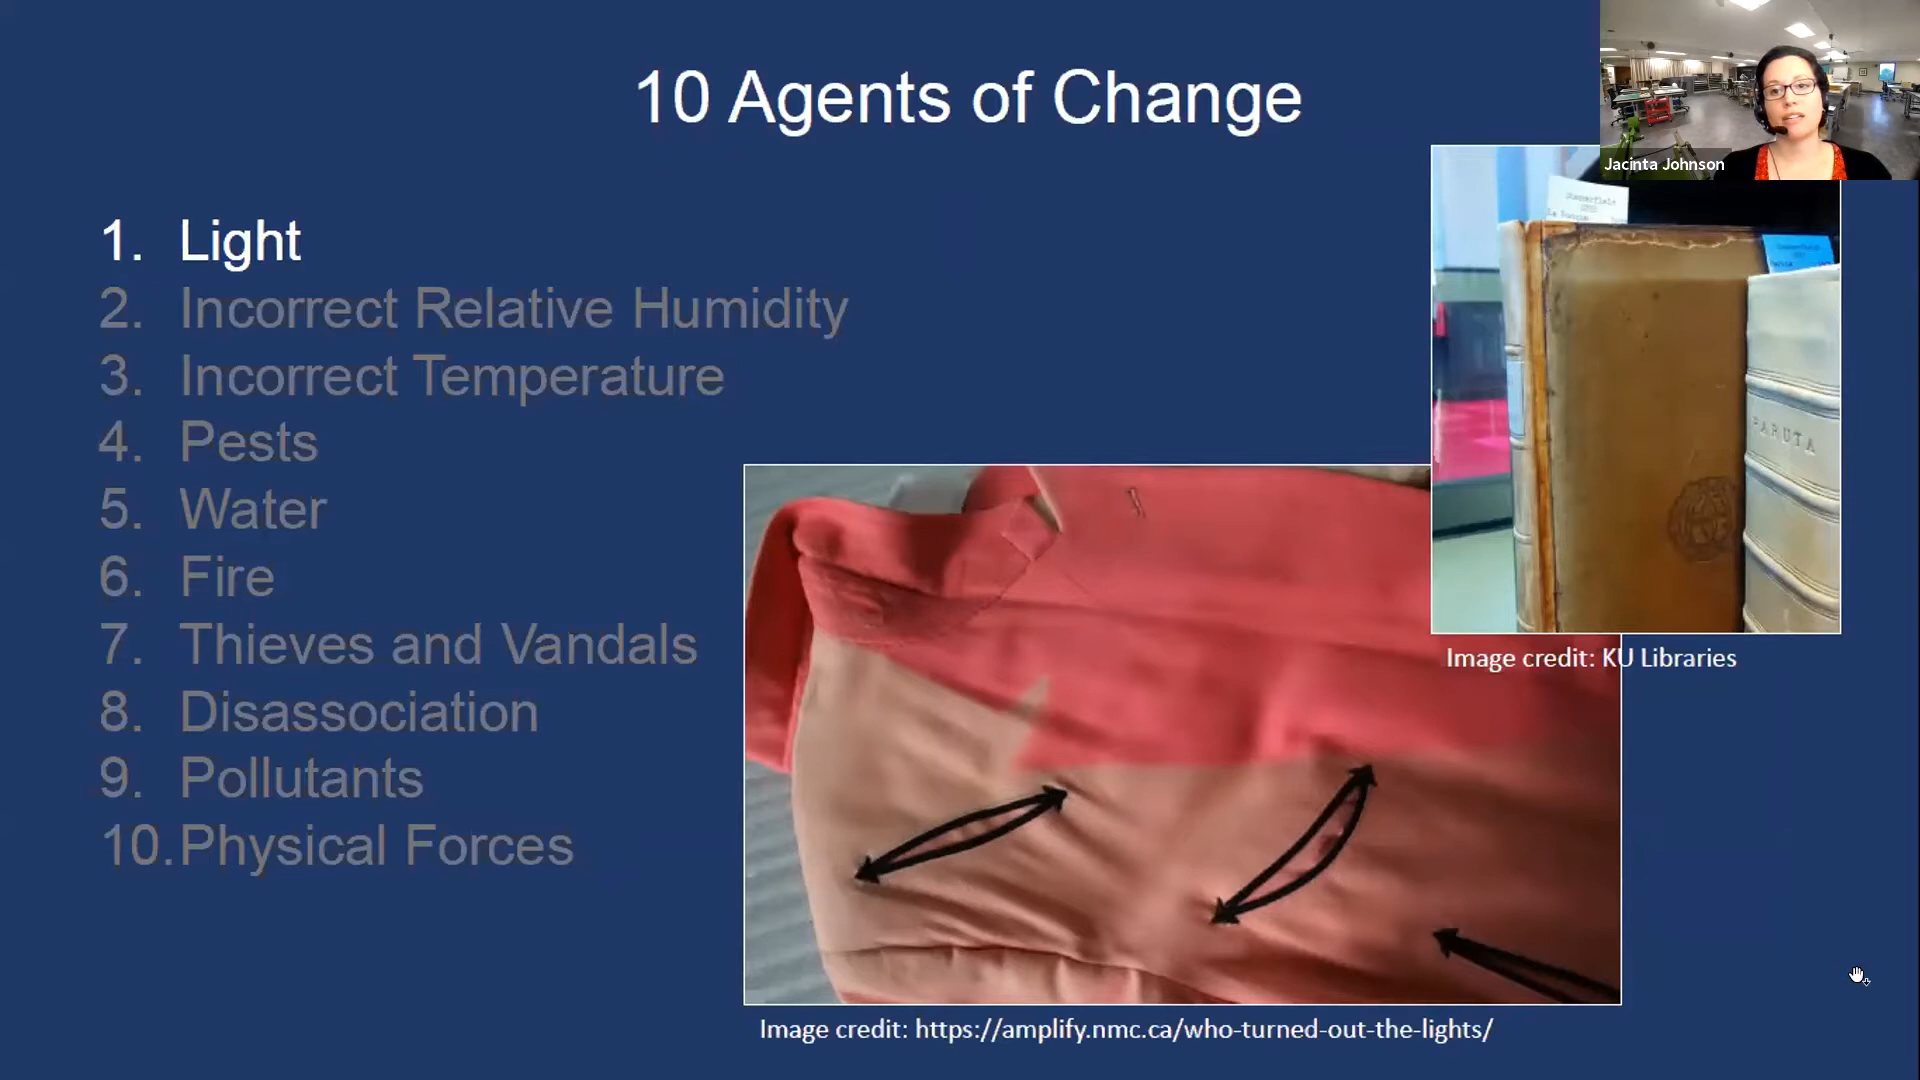 10 Agents of Change
Jacinta Johnson
1. Light
2. Incorrect Relative Humidity
3. Incorrect Temperature
4. Pests
5. Water
6. Fire
7. Thieves and Vandals
8. Disassociation
9. Pollutants
10. Physical Forces
PARUTA
Image credit: KU Libraries
Image credit: https://amplify.nmc.ca/who-turned-out-the-lights/